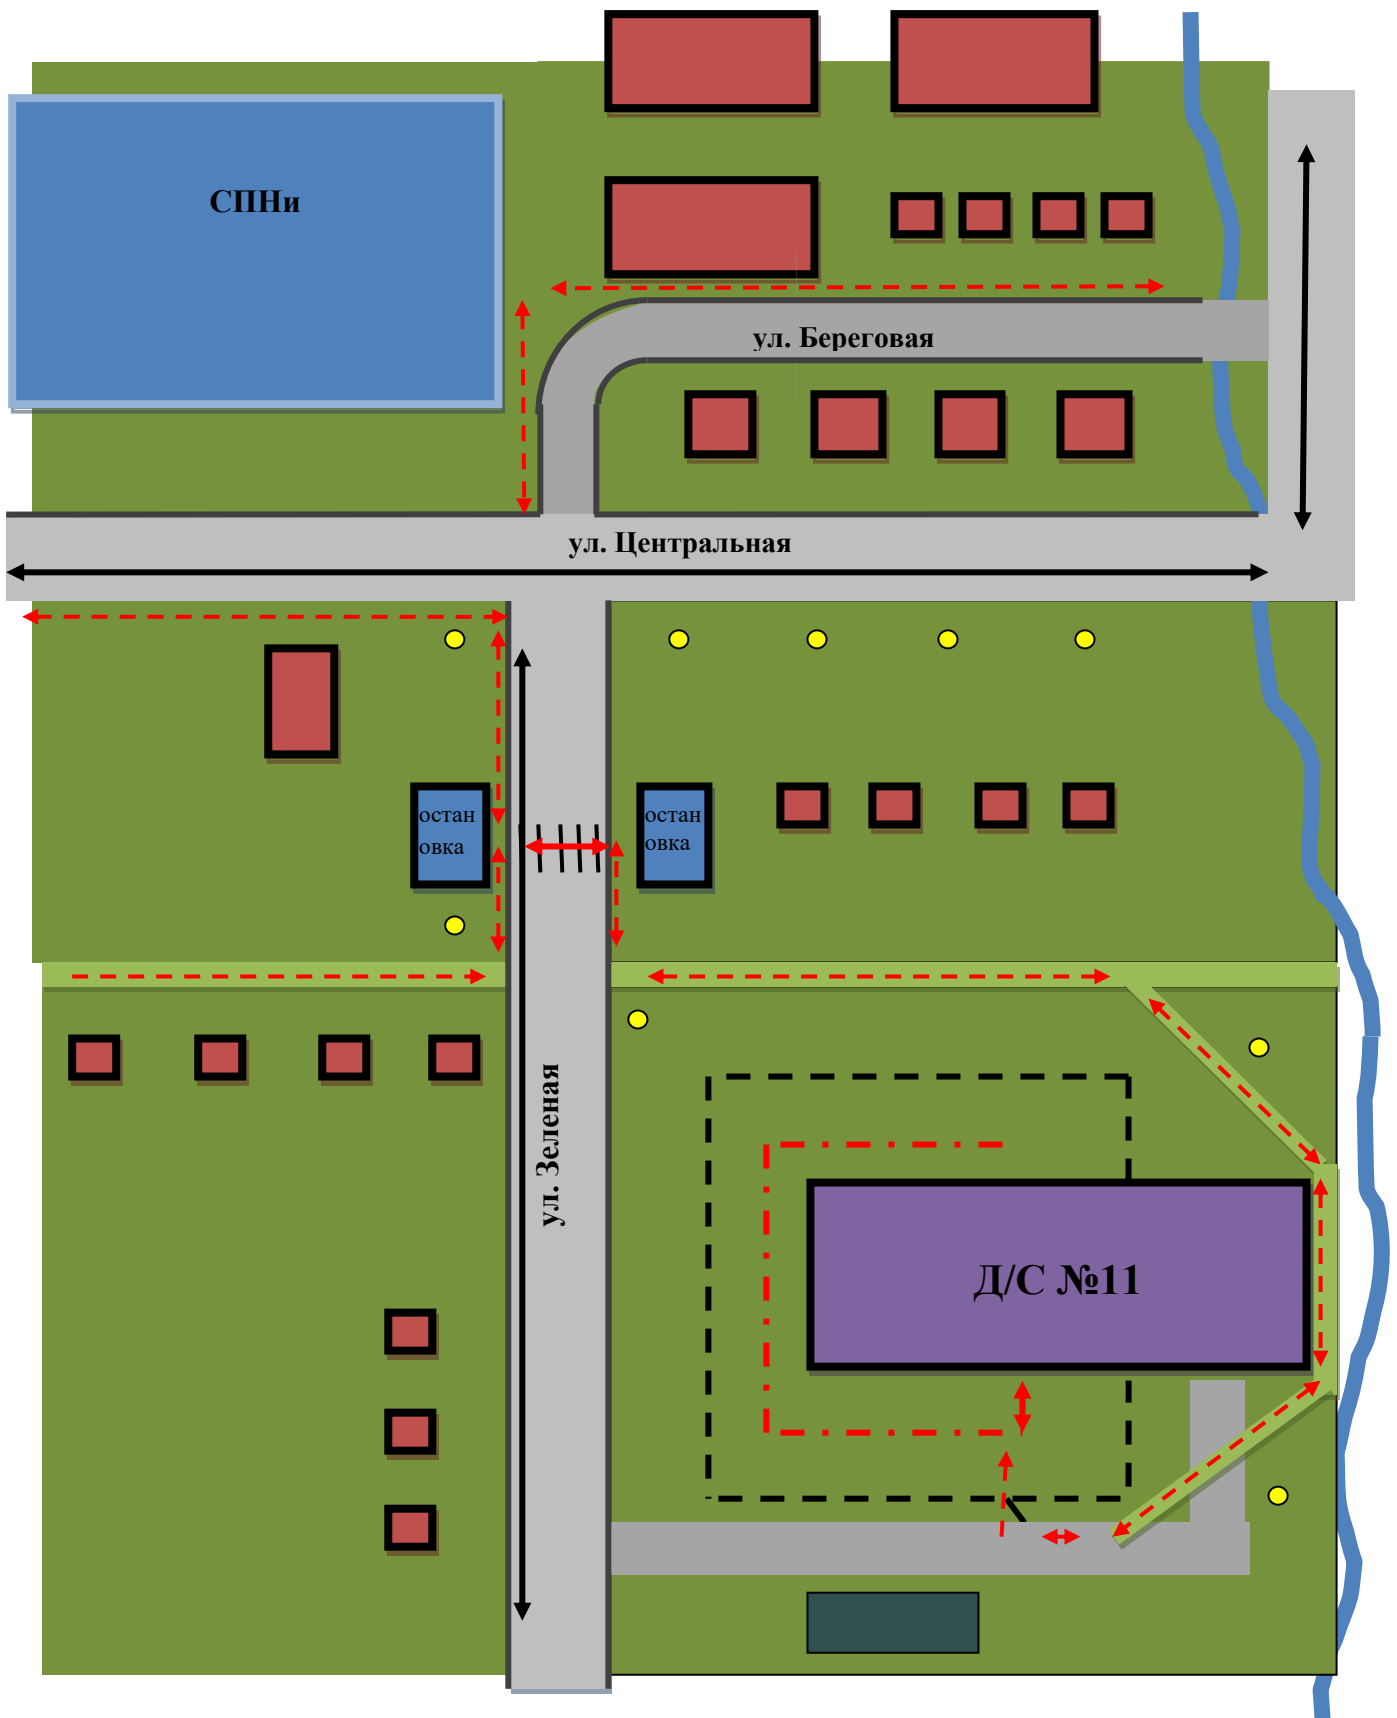 СПНи
ул. Береговая
ул. Центральная
остан
овка
остан
овка
ул. Зеленая
Д/С №11